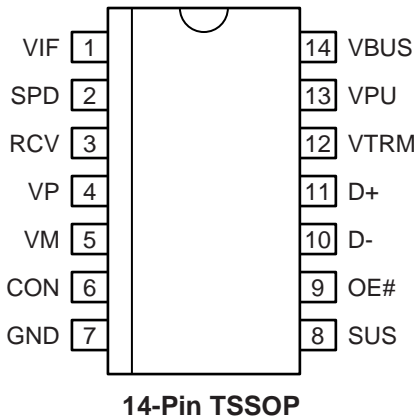 VIF 1 14 VBUS
SPD 2 13 VPU
RCV 3 12 VTRM
VP 4 11 D+
VM 5 10 D-
CON 6 9 OE#
GND 7 8 SUS
14-Pin TSSOP